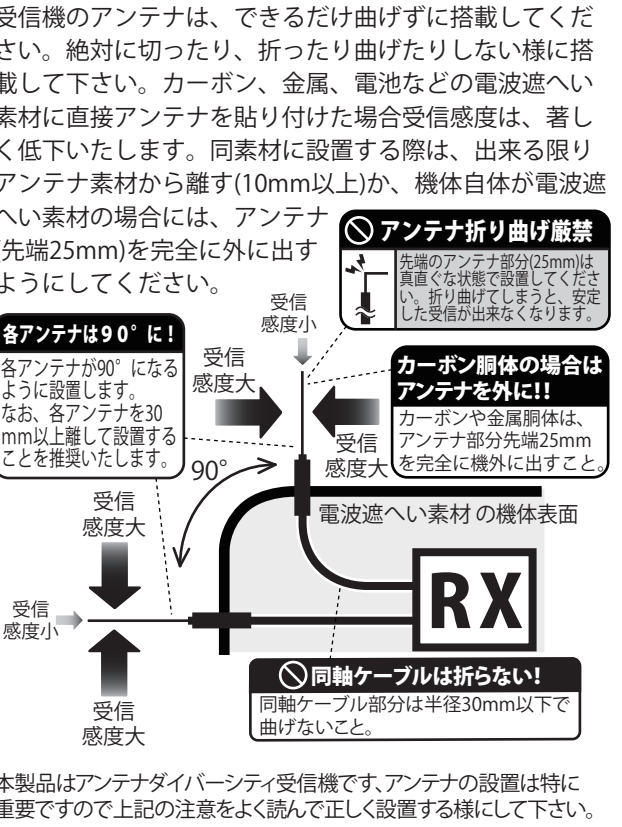 受信機のアンテナは、できるだけ曲げずに搭載してくだ
さい。絶対に切ったり、折ったり曲げたりしない様に搭
載して下さい。カーボン、金属、電池などの電波遮へい
素材に直接アンテナを貼り付けた場合受信感度は、著し
く低下いたします。同素材に設置する際は、出来る限り
アンテナ素材から離す(10mm以上)か、機体自体が電波遮
へい素材の場合には、アンテナ
(先端25mm)を完全に外に出す
ようにしてください。
アンテナ折り曲げ厳禁
先端のアンテナ部分(25mm)は
真直ぐな状態で設置してくださ
い。折り曲げてしまうと、安定
した受信が出来なくなります。
受信
感度小
各アンテナは90°に!
各アンテナが90°になる
ように設置します。
なお、各アンテナを30
mm以上離して設置する
ことを推奨いたします。
受信
感度大
カーボン胴体の場合は
アンテナを外に!!
カーボンや金属胴体は、
アンテナ部分先端25mm
を完全に機外に出すこと。
受信
感度大
90°
受信
感度大
電波遮へい素材の機体表面
RX
受信
感度小
同軸ケーブルは折らない!
同軸ケーブル部分は半径30mm以下で
曲げないこと。
受信
感度大
本製品はアンテナダイバーシティ受信機です、アンテナの設置は特に
重要ですので上記の注意をよく読んで正しく設置する様にして下さい。